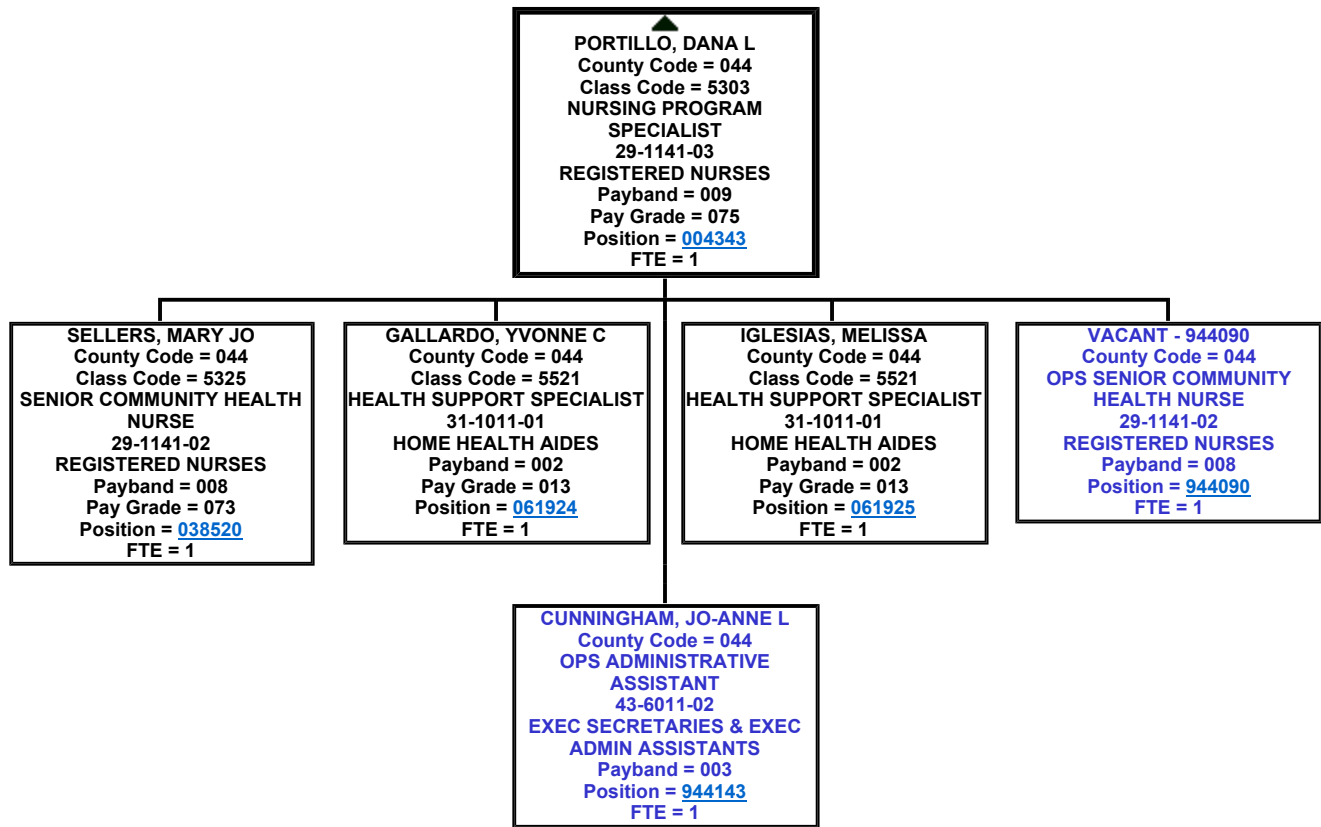 PORTILLO, DANA L
County Code = 044
Class Code = 5303
NURSING PROGRAM
SPECIALIST
29-1141-03
REGISTERED NURSES
Payband = 009
Pay Grade = 075
Position = 004343
FTE = 1
SELLERS, MARY JO
County Code = 044
Class Code = 5325
SENIOR COMMUNITY HEALTH
NURSE
29-1141-02
REGISTERED NURSES
Payband = 008
Pay Grade = 073
Position = 038520
FTE = 1
GALLARDO, YVONNE C
County Code = 044
Class Code = 5521
HEALTH SUPPORT SPECIALIST
31-1011-01
HOME HEALTH AIDES
Payband = 002
Pay Grade = 013
Position = 061924
FTE = 1
IGLESIAS, MELISSA
County Code = 044
Class Code = 5521
HEALTH SUPPORT SPECIALIST
31-1011-01
HOME HEALTH AIDES
Payband = 002
Pay Grade = 013
Position = 061925
FTE = 1
VACANT - 944090
County Code = 044
OPS SENIOR COMMUNITY
HEALTH NURSE
29-1141-02
REGISTERED NURSES
Payband = 008
Position = 944090
FTE = 1
CUNNINGHAM, JO-ANNE L
County Code = 044
OPS ADMINISTRATIVE
ASSISTANT
43-6011-02
EXEC SECRETARIES & EXEC
ADMIN ASSISTANTS
Payband = 003
Position = 944143
FTE = 1